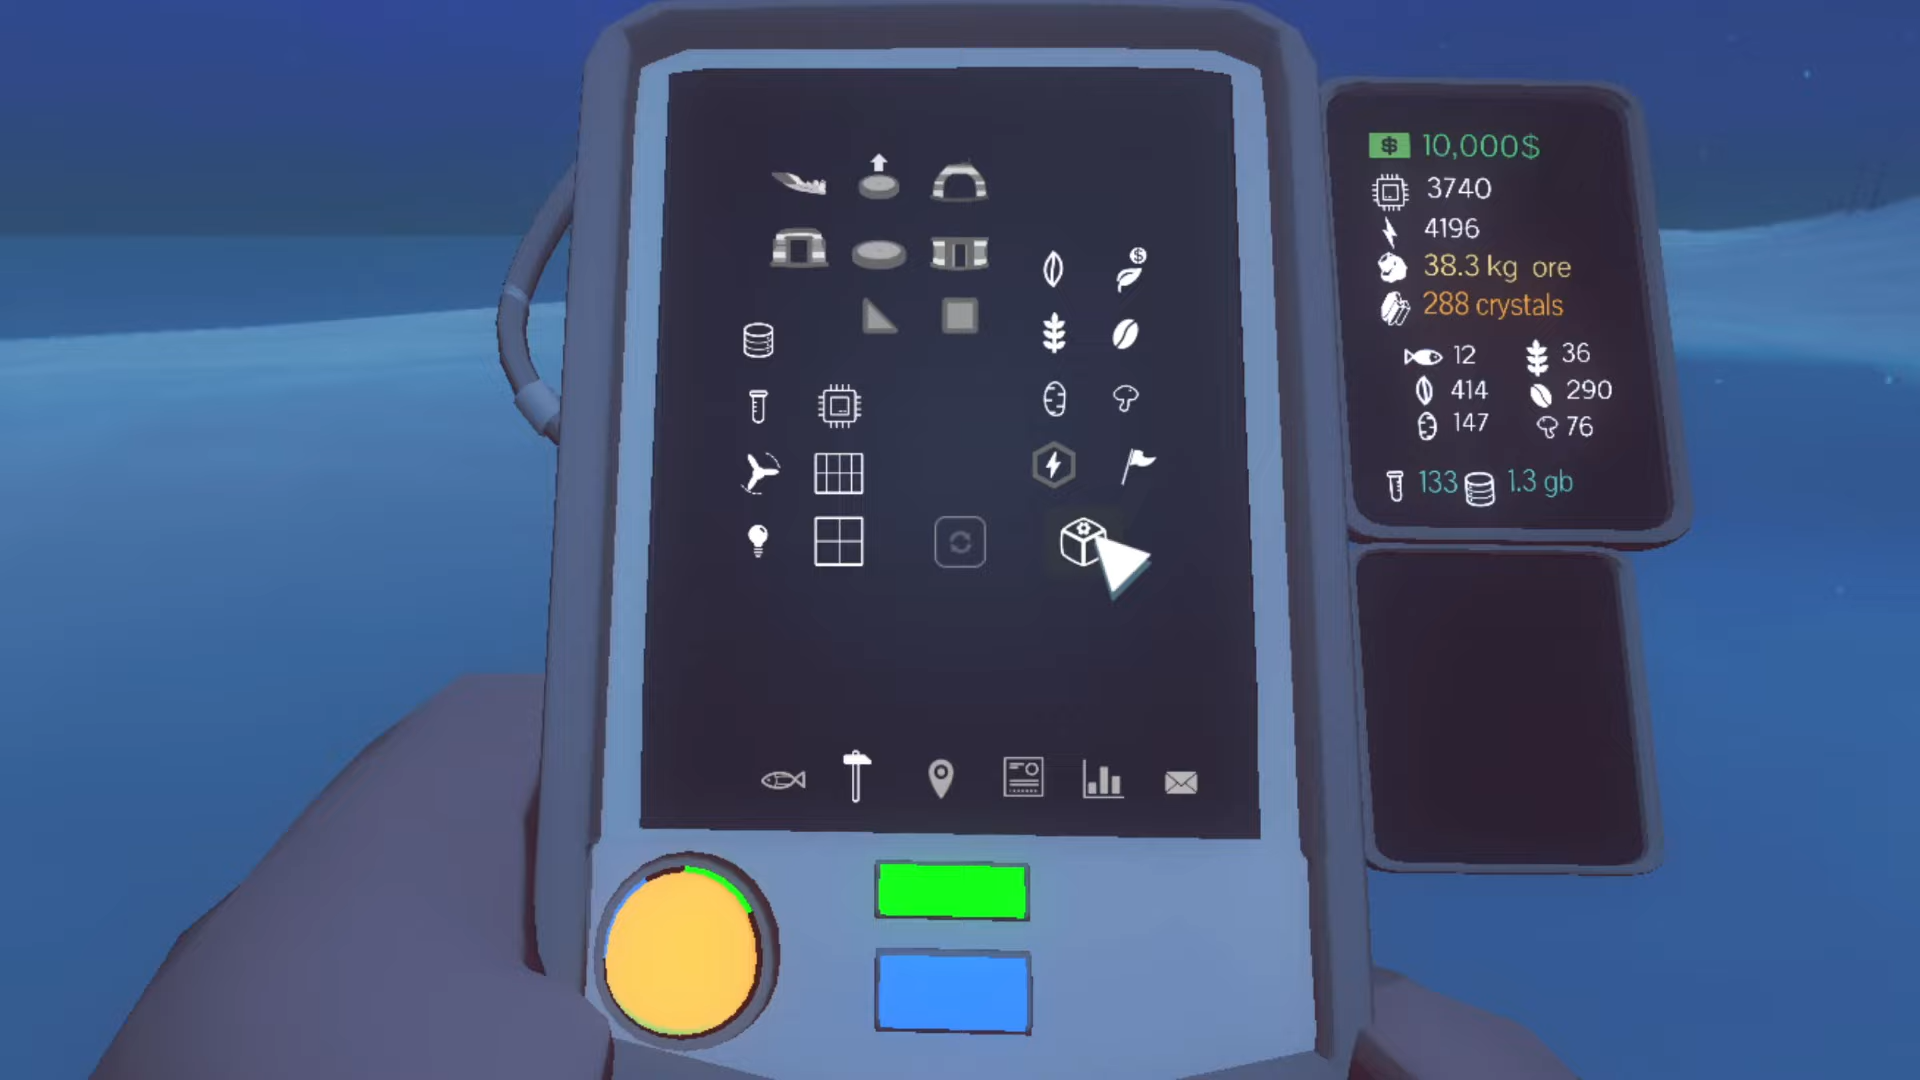 10,000$
3740
4196
38.3 kg ore
288 crystals
12 36
414 290
147 76
133 1.3 gb